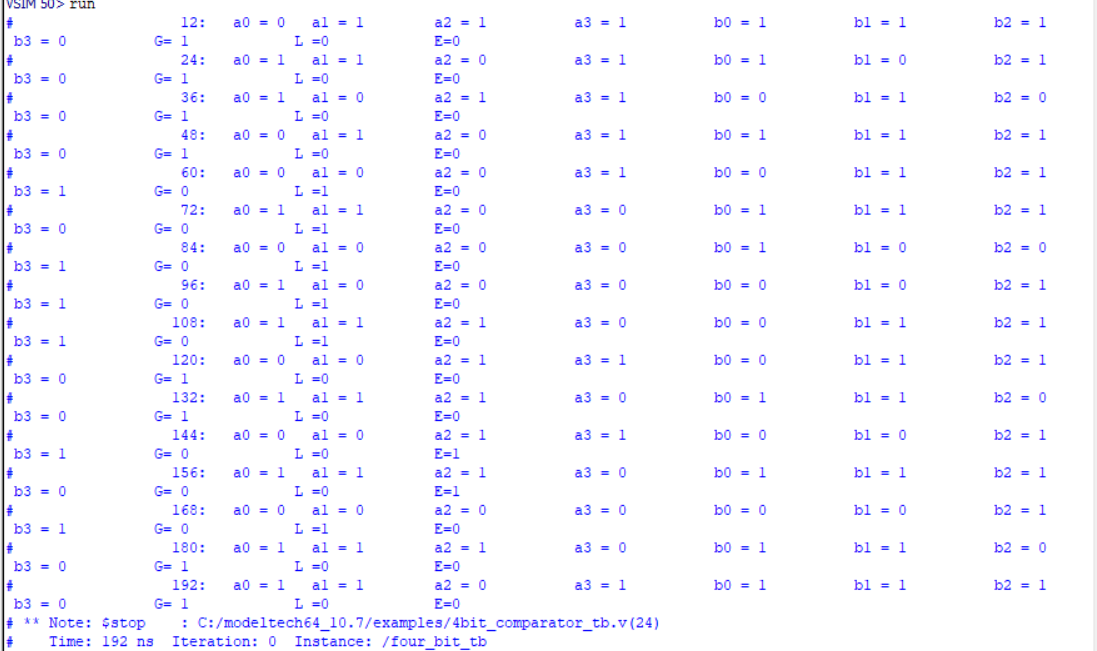 VSIM 50> run
# 12: a0 = 0 a1 = 1 a2 = 1 a3 = 1 b0 = 1 b1 = 1 b2 = 1
b3 = 0 G= 1 L =0 E=0
# 24: a0 = 1 a1 = 1 a2 = 0 a3 = 1 b0 = 1 b1 = 0 b2 = 1
b3 = 0 G= 1 L =0 E=0
# 36: a0 = 1 a1 = 0 a2 = 1 a3 = 1 b0 = 0 b1 = 1 b2 = 0
b3 = 0 G= 1 L =0 E=0
# 48: a0 = 0 a1 = 1 a2 = 0 a3 = 1 b0 = 1 b1 = 1 b2 = 1
b3 = 0 G= 1 L =0 E=0
# 60: a0 = 0 a1 = 0 a2 = 0 a3 = 1 b0 = 0 b1 = 1 b2 = 1
b3 = 1 G= 0 L =1 E=0
# 72: a0 = 1 a1 = 1 a2 = 0 a3 = 0 b0 = 1 b1 = 1 b2 = 1
b3 = 0 G= 0 L =1 E=0
# 84: a0 = 0 a1 = 0 a2 = 0 a3 = 0 b0 = 1 b1 = 0 b2 = 0
b3 = 1 G= 0 L =1 E=0
# 96: a0 = 1 a1 = 0 a2 = 0 a3 = 0 b0 = 0 b1 = 0 b2 = 1
b3 = 1 G= 0 L =1 E=0
# 108: a0 = 1 a1 = 1 a2 = 1 a3 = 0 b0 = 0 b1 = 1 b2 = 1
b3 = 1 G= 0 L =1 E=0
# 120: a0 = 0 a1 = 0 a2 = 1 a3 = 1 b0 = 0 b1 = 1 b2 = 1
b3 = 0 G= 1 L =0 E=0
# 132: a0 = 1 a1 = 1 a2 = 1 a3 = 0 b0 = 1 b1 = 1 b2 = 0
b3 = 0 G= 1 L =0 E=0
# 144: a0 = 0 a1 = 0 a2 = 1 a3 = 1 b0 = 0 b1 = 0 b2 = 1
b3 = 1 G= 0 L =0 E=1
# 156: a0 = 1 a1 = 1 a2 = 1 a3 = 0 b0 = 1 b1 = 1 b2 = 1
b3 = 0 G= 0 L =0 E=1
# 168: a0 = 0 a1 = 0 a2 = 0 a3 = 0 b0 = 0 b1 = 0 b2 = 1
b3 = 1 G= 0 L =1 E=0
# 180: a0 = 1 a1 = 1 a2 = 1 a3 = 0 b0 = 1 b1 = 1 b2 = 0
b3 = 0 G= 1 L =0 E=0
# 192: a0 = 1 a1 = 1 a2 = 0 a3 = 1 b0 = 1 b1 = 1 b2 = 1
b3 = 0 G= 1 L =0 E=0
# ** Note: $stop : C:/modeltech64_10.7/examples/4bit_comparator_tb.v(24)
# Time: 192 ns Iteration: 0 Instance: /four_bit_tb